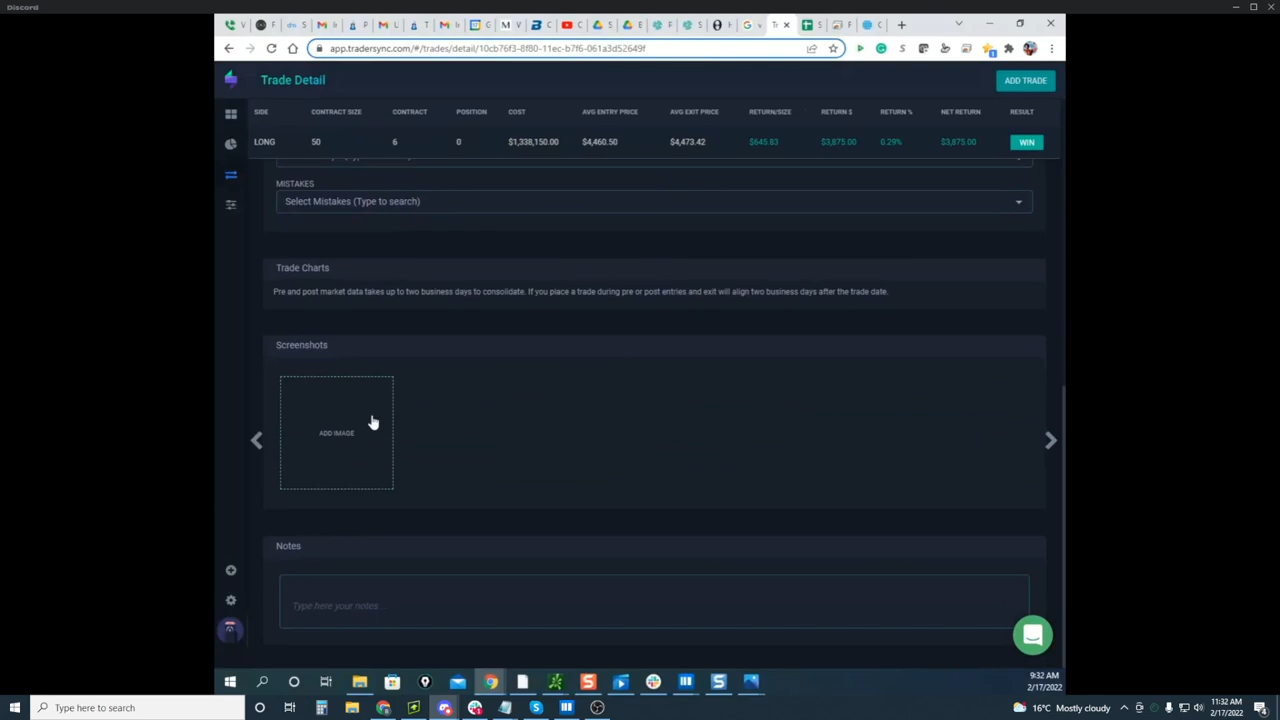 Discord
app.tradersync.com/#/trades/detail/10cb76f3-8f80-11ec-b7f6-061a3d52649f
Trade Detail
ADD TRADE
SIDE CONTRACT SIZE CONTRACT POSITION COST AVG ENTRY PRICE AVG EXIT PRICE RETURN/SIZE RETURN $ RETURN % NET RETURN RESULT
LONG 50 6 0 $1,338,150.00 $4,460.50 $4,473.42 $645.83 $3,875.00 0.29% $3,875.00 WIN
MISTAKES
Select Mistakes (Type to search)
Trade Charts
Pre and post market data takes up to two business days to consolidate. If you place a trade during pre or post entries and exit will align two business days after the trade date.
Screenshots
ADD IMAGE
Notes
Type here your notes ...
9:32 AM
2/17/2022
Type here to search
16°C Mostly cloudy
11:32 AM
2/17/2022